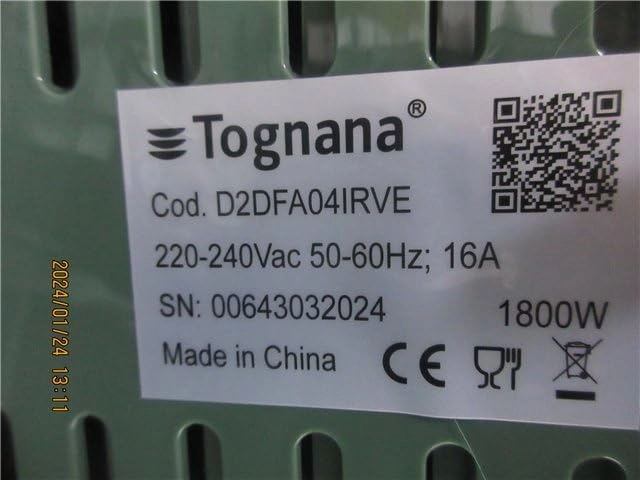 Tognana®
Cod. D2DFA04IRVE
220-240Vac 50-60Hz; 16A
SN: 00643032024
1800W
Made in China
CE
2024/01/24 13:11